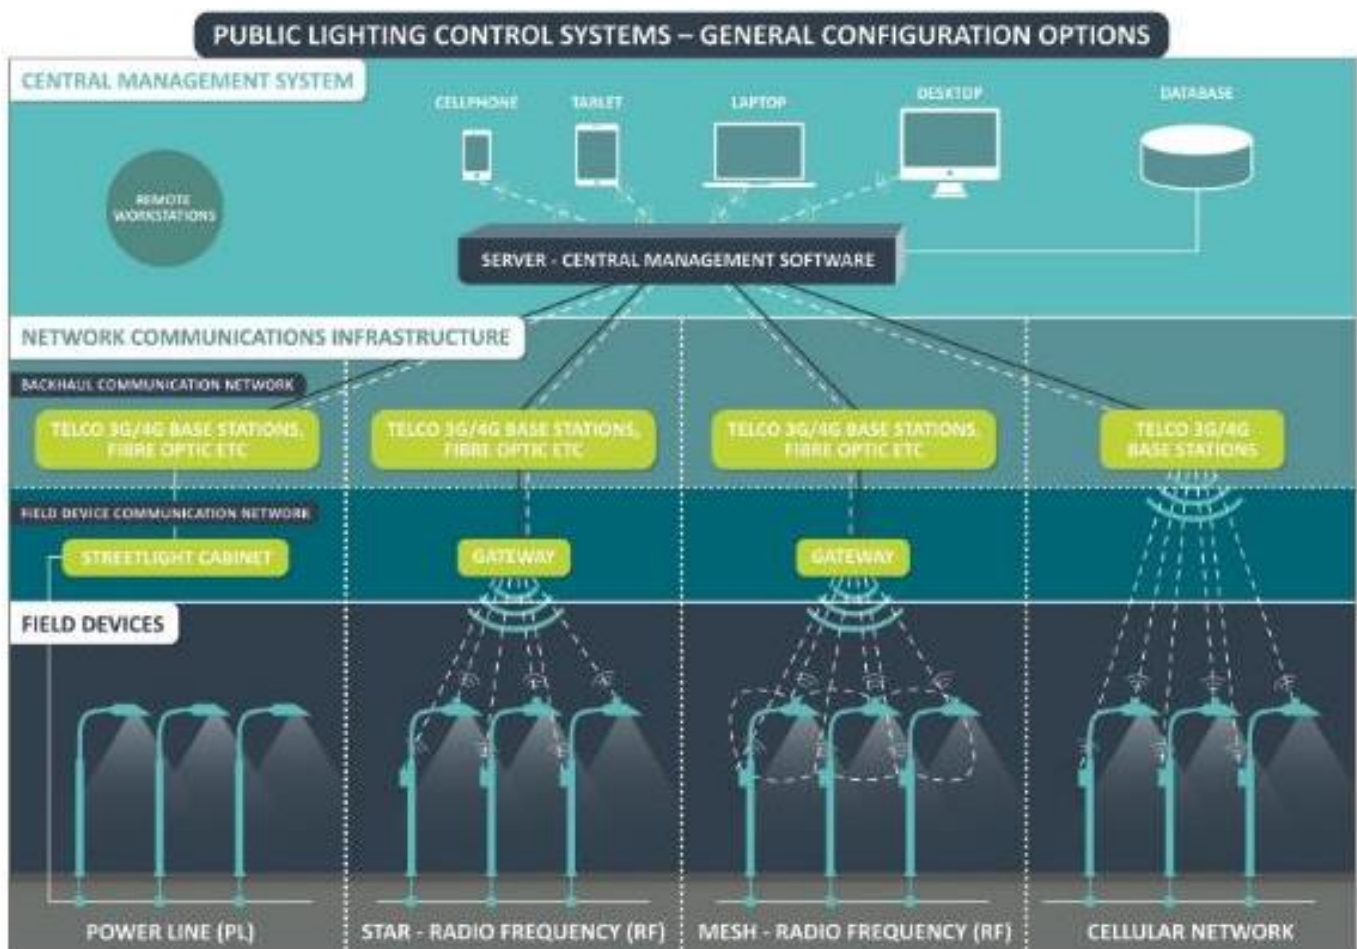 PUBLIC LIGHTING CONTROL SYSTEMS – GENERAL CONFIGURATION OPTIONS
CENTRAL MANAGEMENT SYSTEM
CELLPHONE
TABLET
LAPTOP
DESKTOP
DATABASE
REMOTE
WORKSTATIONS
SERVER - CENTRAL MANAGEMENT SOFTWARE
NETWORK COMMUNICATIONS INFRASTRUCTURE
BACKHAUL COMMUNICATION NETWORK
TELCO 3G/4G BASE STATIONS,
FIBRE OPTIC ETC
TELCO 3G/4G BASE STATIONS,
FIBRE OPTIC ETC
TELCO 3G/4G BASE STATIONS,
FIBRE OPTIC ETC
TELCO 3G/4G
BASE STATIONS
FIELD DEVICE COMMUNICATION NETWORK
STREETLIGHT CABINET
GATEWAY
GATEWAY
FIELD DEVICES
POWER LINE (PL)
STAR - RADIO FREQUENCY (RF)
MESH - RADIO FREQUENCY (RF)
CELLULAR NETWORK